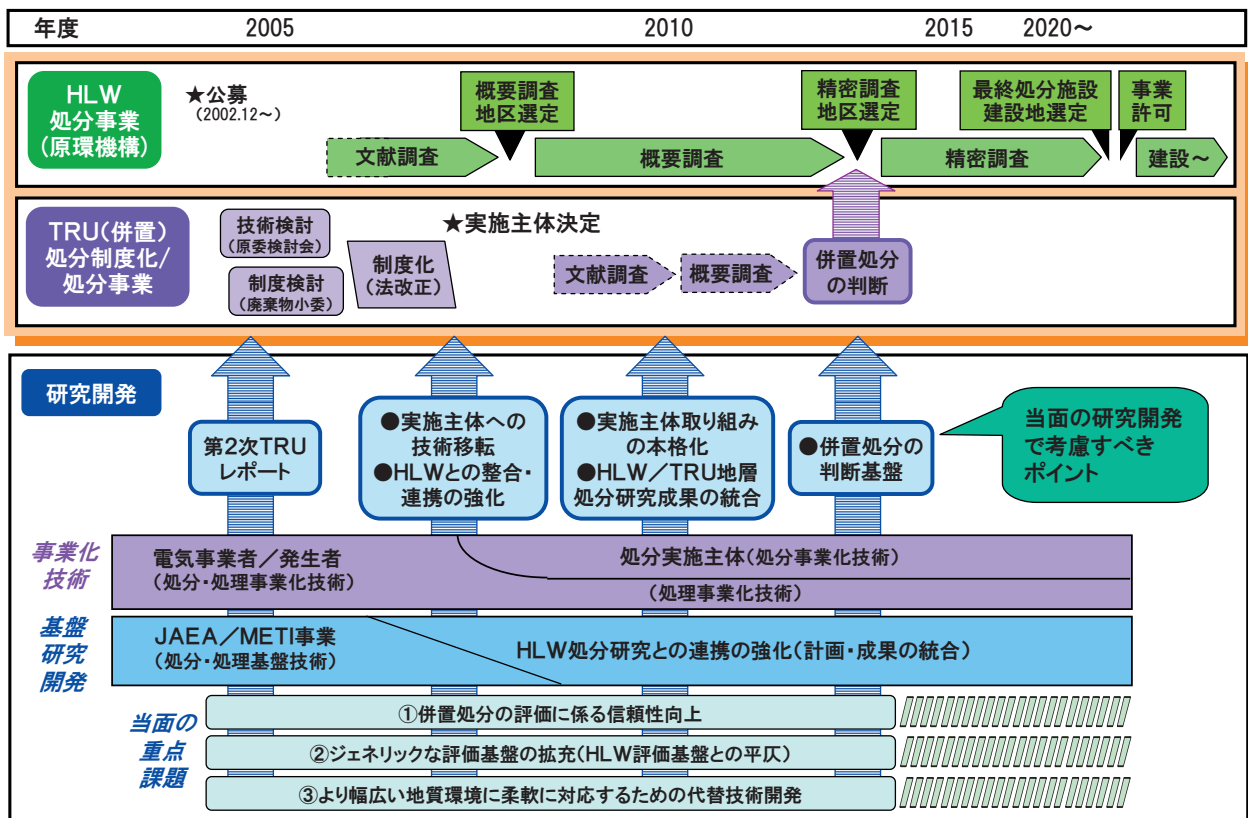 年度
2005
2010
2015
2020～
HLW
処分事業
(原環機構)
★公募
(2002.12～)
概要調査
地区選定
精密調査
地区選定
最終処分施設
建設地選定
事業
許可
文献調査
概要調査
精密調査
建設～
TRU(併置)
処分制度化/
処分事業
技術検討
(原委検討会)
制度検討
(廃棄物小委)
制度化
(法改正)
★実施主体決定
文献調査
概要調査
併置処分
の判断
研究開発
第2次TRU
レポート
●実施主体への
技術移転
●HLWとの整合・
連携の強化
●実施主体取り組み
の本格化
●HLW／TRU地層
処分研究成果の統合
●併置処分の
判断基盤
当面の研究開発
で考慮すべき
ポイント
事業化
技術
電気事業者／発生者
(処分・処理事業化技術)
処分実施主体(処分事業化技術)
(処理事業化技術)
基盤
研究
開発
JAEA／METI事業
(処分・処理基盤技術)
HLW処分研究との連携の強化(計画・成果の統合)
当面の
重点
課題
①併置処分の評価に係る信頼性向上
②ジェネリックな評価基盤の拡充(HLW評価基盤との平仄)
③より幅広い地質環境に柔軟に対応するための代替技術開発